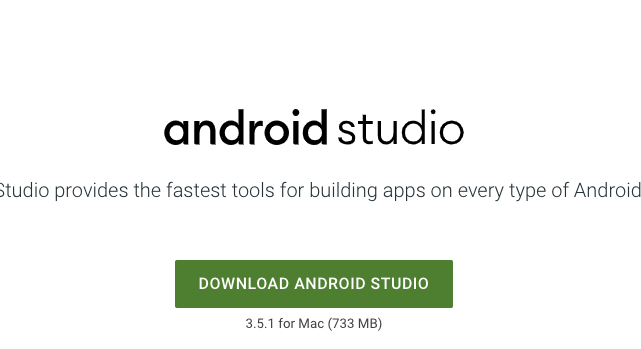 android studio
Studio provides the fastest tools for building apps on every type of Android
DOWNLOAD ANDROID STUDIO
3.5.1 for Mac (733 MB)